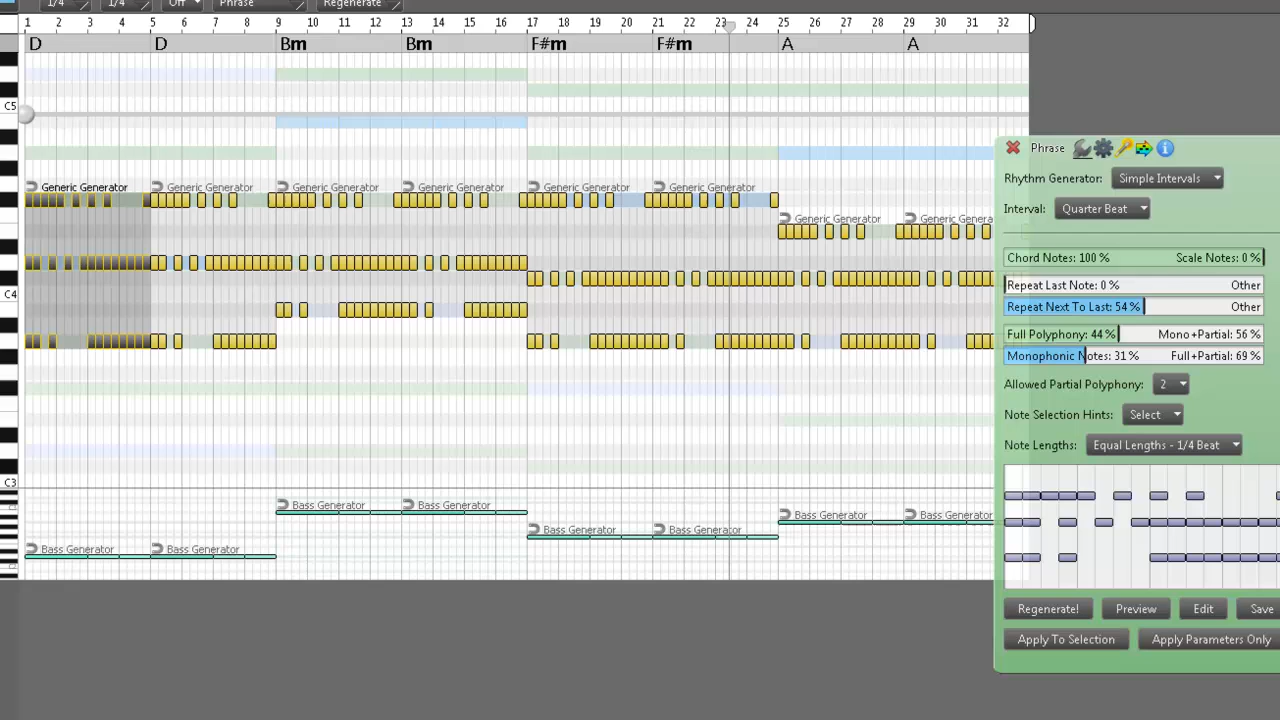 1/4 1/4 Off Phrase Regenerate
1 2 3 4 5 6 7 8 9 10 11 12 13 14 15 16 17 18 19 20 21 22 23 24 25 26 27 28 29 30 31 32
D D Bm Bm F#m F#m A A
C5
Generic Generator Generic Generator Generic Generator Generic Generator Generic Generator Generic Generator
Generic Generator Generic Genera
C4
C3
Bass Generator Bass Generator
Bass Generator Bass Generator
Bass Generator Bass Generator
Bass Generator Bass Generator
Phrase
Rhythm Generator: Simple Intervals
Interval: Quarter Beat
Chord Notes: 100 % Scale Notes: 0 %
Repeat Last Note: 0 % Other
Repeat Next To Last: 54 % Other
Full Polyphony: 44 % Mono+Partial: 56 %
Monophonic Notes: 31 % Full+Partial: 69 %
Allowed Partial Polyphony: 2
Note Selection Hints: Select
Note Lengths: Equal Lengths - 1/4 Beat
Regenerate! Preview Edit Save
Apply To Selection Apply Parameters Only